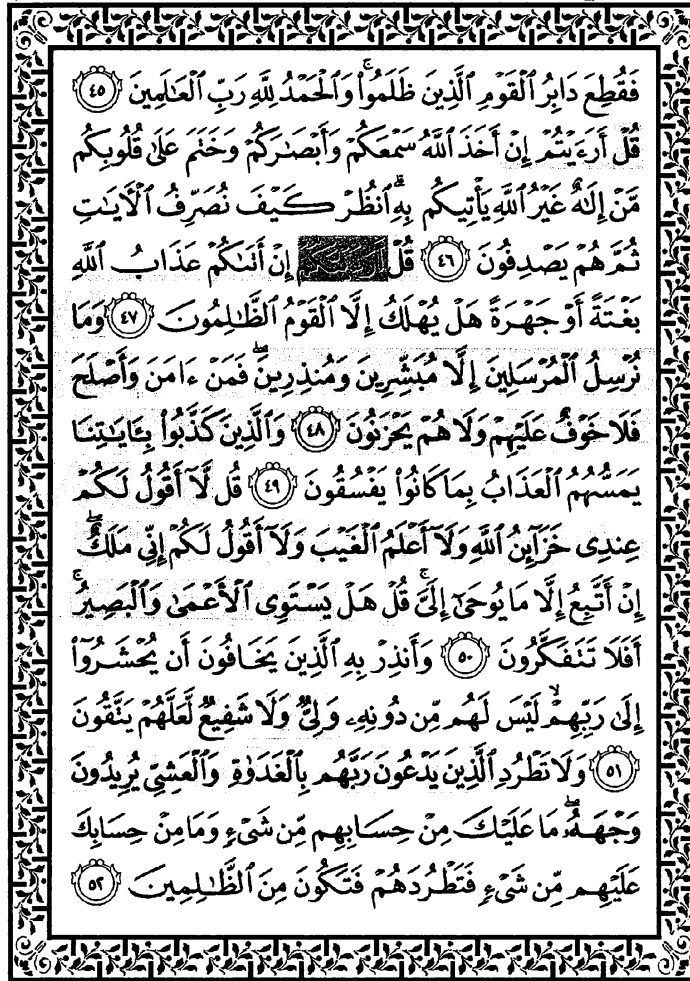 فَقُطِعَ دَابِرُ ٱلْقَوْمِ ٱلَّذِينَ ظَلَمُوا۟ ۚ وَٱلْحَمْدُ لِلَّهِ رَبِّ ٱلْعَٰلَمِينَ ٤٥
قُلْ أَرَءَيْتُمْ إِنْ أَخَذَ ٱللَّهُ سَمْعَكُمْ وَأَبْصَٰرَكُمْ وَخَتَمَ عَلَىٰ قُلُوبِكُم
مَّنْ إِلَٰهٌ غَيْرُ ٱللَّهِ يَأْتِيكُم بِهِ ۗ ٱنظُرْ كَيْفَ نُصَرِّفُ ٱلْءَايَٰتِ
ثُمَّ هُمْ يَصْدِفُونَ ٤٦ قُلْ إِنْ أَتَىٰكُمْ عَذَابُ ٱللَّهِ
بَغْتَةً أَوْ جَهْرَةً هَلْ يُهْلَكُ إِلَّا ٱلْقَوْمُ ٱلظَّٰلِمُونَ ٤٧ وَمَا
نُرْسِلُ ٱلْمُرْسَلِينَ إِلَّا مُبَشِّرِينَ وَمُنذِرِينَ ۖ فَمَنْ ءَامَنَ وَأَصْلَحَ
فَلَا خَوْفٌ عَلَيْهِمْ وَلَا هُمْ يَحْزَنُونَ ٤٨ وَٱلَّذِينَ كَذَّبُوا۟ بِـَٔايَٰتِنَا
يَمَسُّهُمُ ٱلْعَذَابُ بِمَا كَانُوا۟ يَفْسُقُونَ ٤٩ قُل لَّآ أَقُولُ لَكُمْ
عِندِى خَزَآئِنُ ٱللَّهِ وَلَآ أَعْلَمُ ٱلْغَيْبَ وَلَآ أَقُولُ لَكُمْ إِنِّى مَلَكٌ ۖ
إِنْ أَتَّبِعُ إِلَّا مَا يُوحَىٰٓ إِلَىَّ ۚ قُلْ هَلْ يَسْتَوِى ٱلْأَعْمَىٰ وَٱلْبَصِيرُ ۚ
أَفَلَا تَتَفَكَّرُونَ ٥٠ وَأَنذِرْ بِهِ ٱلَّذِينَ يَخَافُونَ أَن يُحْشَرُوٓا۟
إِلَىٰ رَبِّهِمْ ۙ لَيْسَ لَهُم مِّن دُونِهِۦ وَلِىٌّ وَلَا شَفِيعٌ لَّعَلَّهُمْ يَتَّقُونَ
٥١ وَلَا تَطْرُدِ ٱلَّذِينَ يَدْعُونَ رَبَّهُم بِٱلْغَدَوٰةِ وَٱلْعَشِىِّ يُرِيدُونَ
وَجْهَهُۥ ۖ مَا عَلَيْكَ مِنْ حِسَابِهِم مِّن شَىْءٍ وَمَا مِنْ حِسَابِكَ
عَلَيْهِم مِّن شَىْءٍ فَتَطْرُدَهُمْ فَتَكُونَ مِنَ ٱلظَّٰلِمِينَ ٥٢